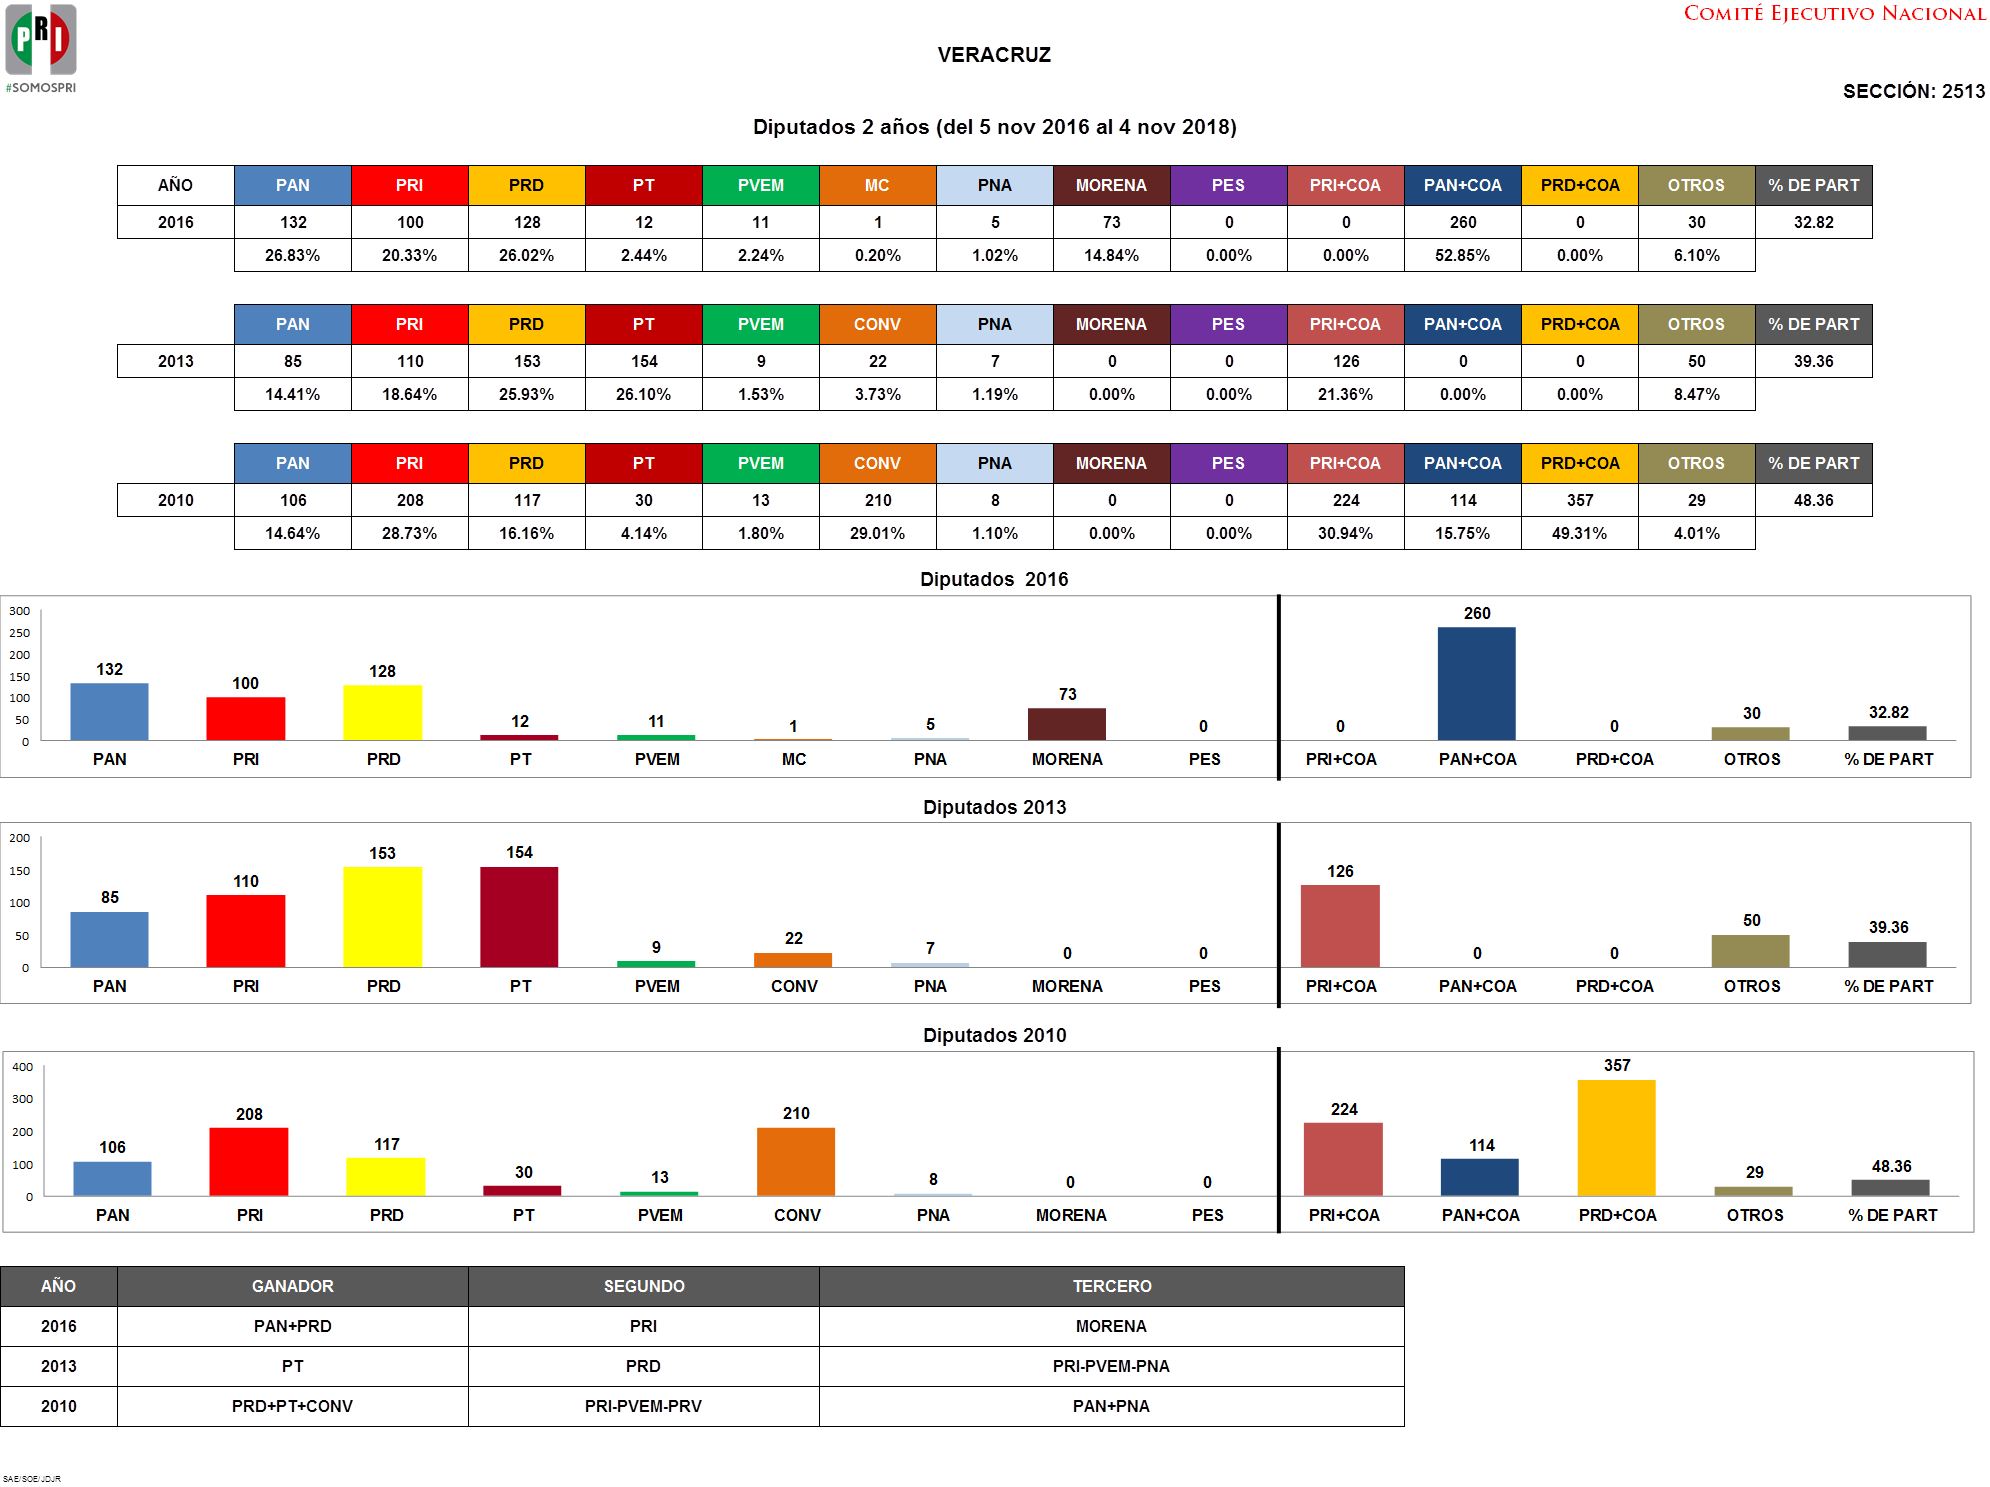 PRI
#SOMOSPRI
COMITÉ EJECUTIVO NACIONAL
VERACRUZ
SECCIÓN: 2513
Diputados 2 años (del 5 nov 2016 al 4 nov 2018)
AÑO PAN PRI PRD PT PVEM MC PNA MORENA PES PRI+COA PAN+COA PRD+COA OTROS % DE PART
2016 132 100 128 12 11 1 5 73 0 0 260 0 30 32.82
26.83% 20.33% 26.02% 2.44% 2.24% 0.20% 1.02% 14.84% 0.00% 0.00% 52.85% 0.00% 6.10%
PAN PRI PRD PT PVEM CONV PNA MORENA PES PRI+COA PAN+COA PRD+COA OTROS % DE PART
2013 85 110 153 154 9 22 7 0 0 126 0 0 50 39.36
14.41% 18.64% 25.93% 26.10% 1.53% 3.73% 1.19% 0.00% 0.00% 21.36% 0.00% 0.00% 8.47%
PAN PRI PRD PT PVEM CONV PNA MORENA PES PRI+COA PAN+COA PRD+COA OTROS % DE PART
2010 106 208 117 30 13 210 8 0 0 224 114 357 29 48.36
14.64% 28.73% 16.16% 4.14% 1.80% 29.01% 1.10% 0.00% 0.00% 30.94% 15.75% 49.31% 4.01%
Diputados  2016
300
250
200
150
100
50
0
132 100 128 12 11 1 5 73 0 0 260 0 30 32.82
PAN PRI PRD PT PVEM MC PNA MORENA PES PRI+COA PAN+COA PRD+COA OTROS % DE PART
Diputados 2013
200
150
100
50
0
85 110 153 154 9 22 7 0 0 126 0 0 50 39.36
PAN PRI PRD PT PVEM CONV PNA MORENA PES PRI+COA PAN+COA PRD+COA OTROS % DE PART
Diputados 2010
400
300
200
100
0
106 208 117 30 13 210 8 0 0 224 114 357 29 48.36
PAN PRI PRD PT PVEM CONV PNA MORENA PES PRI+COA PAN+COA PRD+COA OTROS % DE PART
AÑO GANADOR SEGUNDO TERCERO
2016 PAN+PRD PRI MORENA
2013 PT PRD PRI-PVEM-PNA
2010 PRD+PT+CONV PRI-PVEM-PRV PAN+PNA
SAE/SOE/JDJR